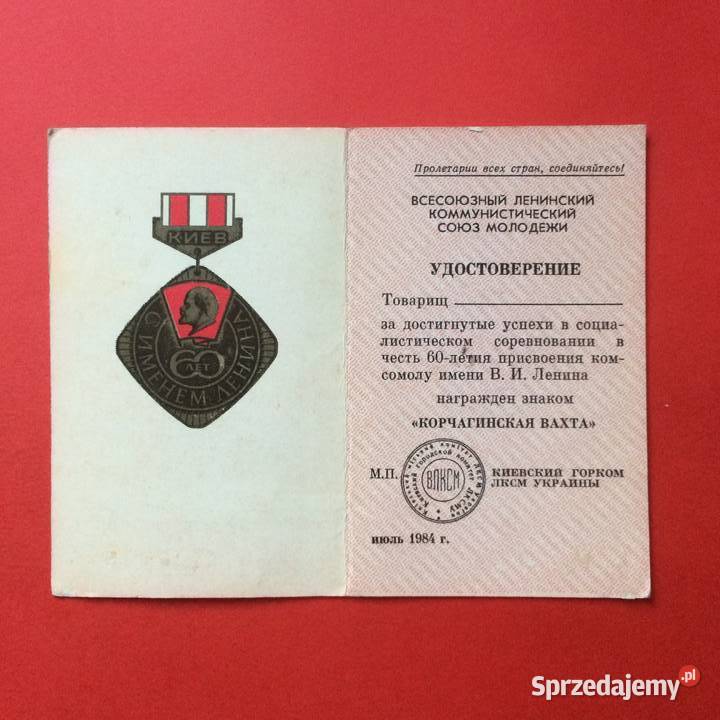 КИЕВ
60
ЛЕТ
С ИМЕНЕМ ЛЕНИНА
Пролетарии всех стран, соединяйтесь!
ВСЕСОЮЗНЫЙ ЛЕНИНСКИЙ
КОММУНИСТИЧЕСКИЙ
СОЮЗ МОЛОДЕЖИ
УДОСТОВЕРЕНИЕ
Товарищ
за достигнутые успехи в социа-
листическом соревновании в
честь 60-летия присвоения ком-
сомолу имени В. И. Ленина
награжден знаком
«КОРЧАГИНСКАЯ ВАХТА»
М.П.
ВЛКСМ
КИЕВСКИЙ ГОРКОМ
ЛКСМ УКРАИНЫ
июль 1984 г.
Sprzedajemy.pl